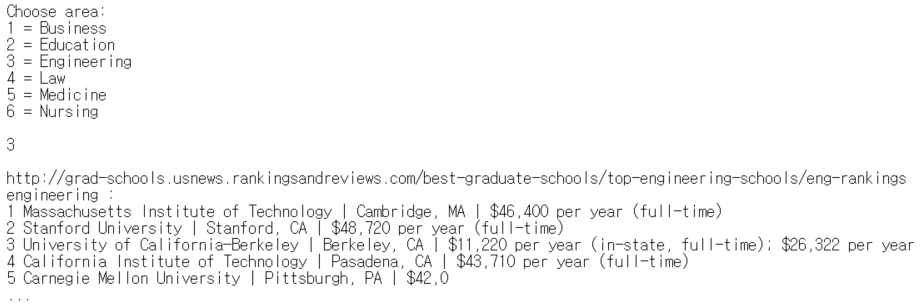 Choose area:
1 = Business
2 = Education
3 = Engineering
4 = Law
5 = Medicine
6 = Nursing
3
http://grad-schools.usnews.rankingsandreviews.com/best-graduate-schools/top-engineering-schools/eng-rankings
engineering :
1 Massachusetts Institute of Technology | Cambridge, MA | $46,400 per year (full-time)
2 Stanford University | Stanford, CA | $48,720 per year (full-time)
3 University of California-Berkeley | Berkeley, CA | $11,220 per year (in-state, full-time); $26,322 per year
4 California Institute of Technology | Pasadena, CA | $43,710 per year (full-time)
5 Carnegie Mellon University | Pittsburgh, PA | $42,0
...